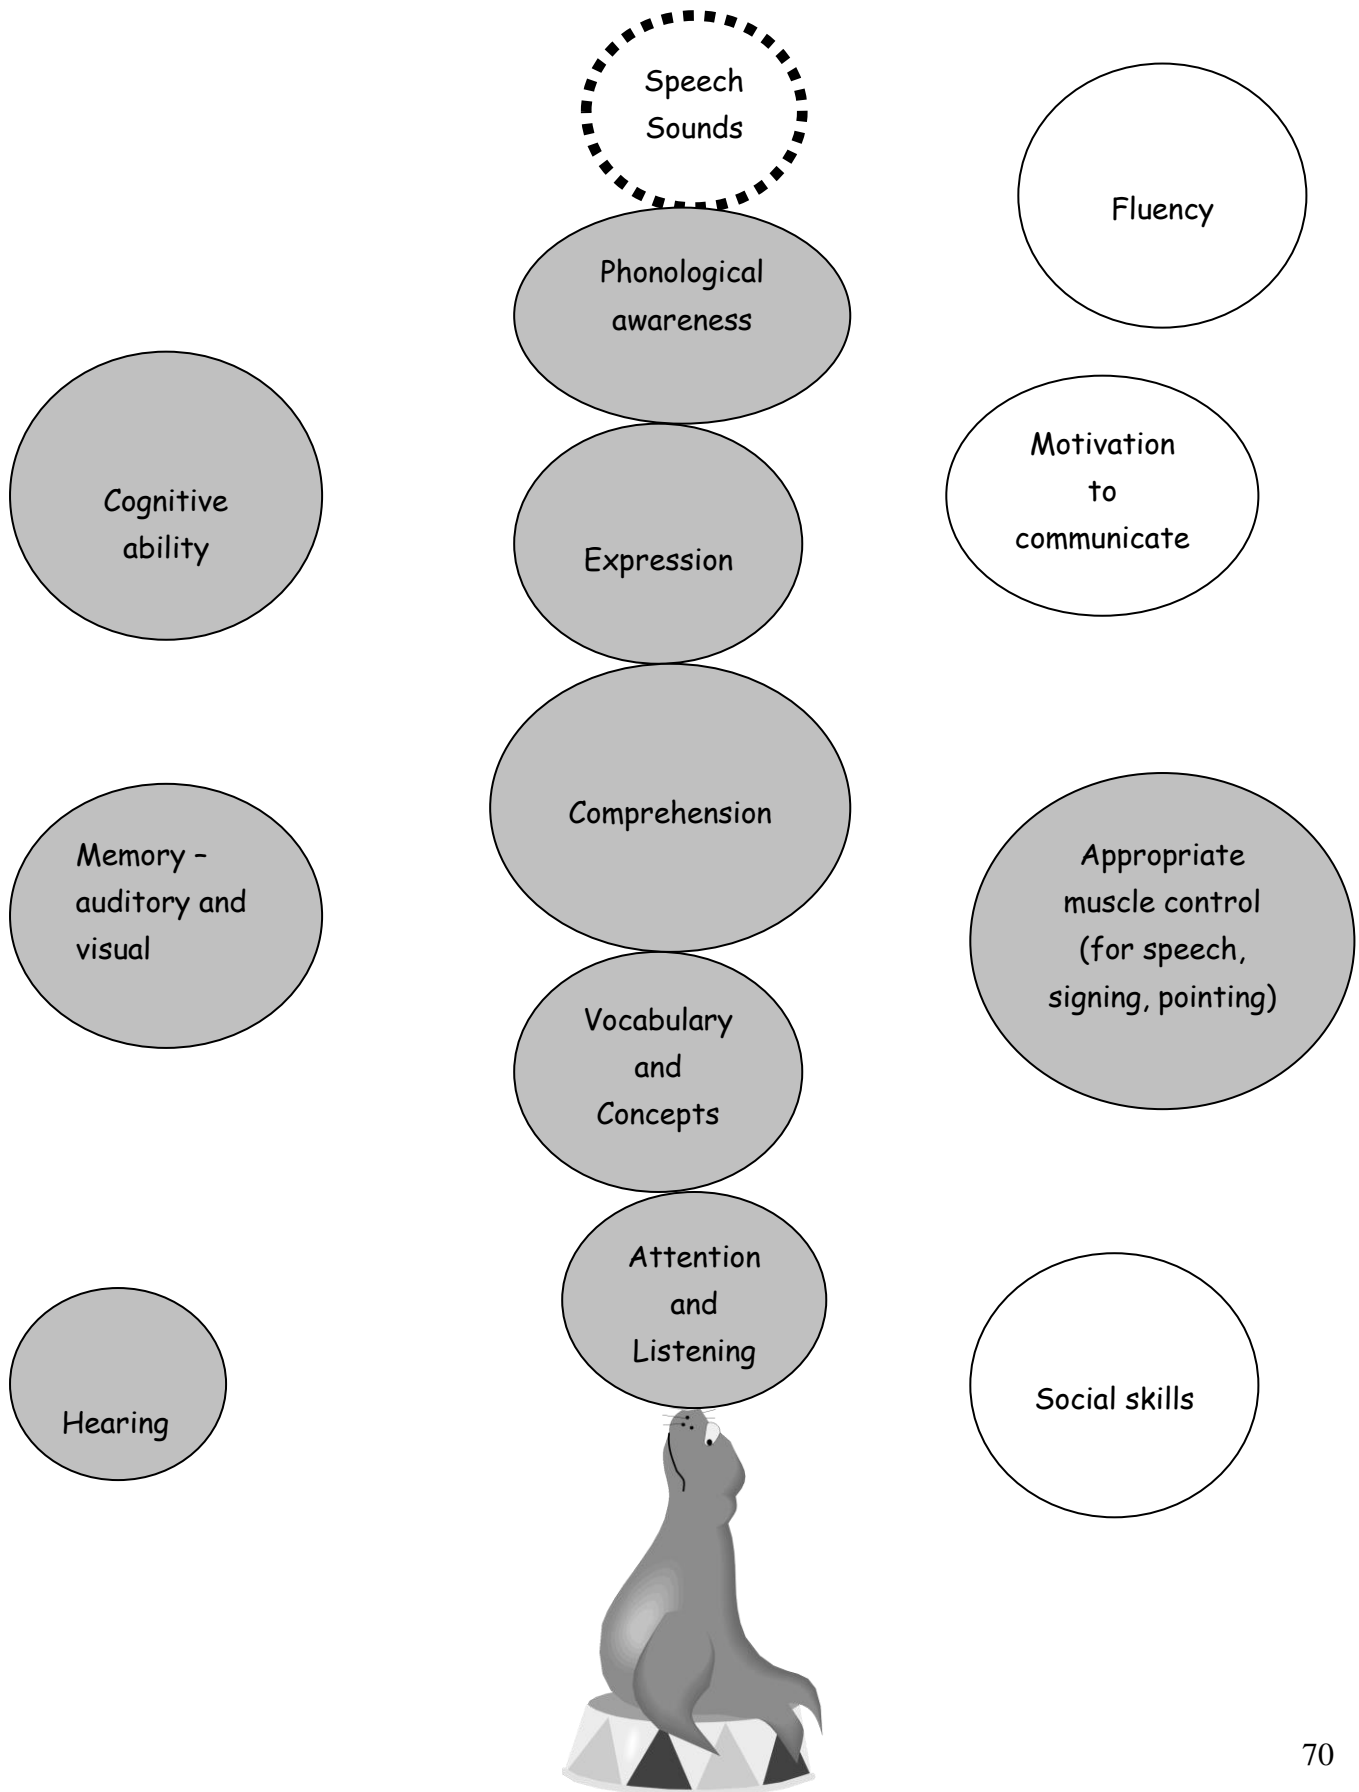 Speech
Sounds
Fluency
Phonological
awareness
Motivation
to
communicate
Cognitive
ability
Expression
Comprehension
Memory –
auditory and
visual
Appropriate
muscle control
(for speech,
signing, pointing)
Vocabulary
and
Concepts
Attention
and
Listening
Hearing
Social skills
70